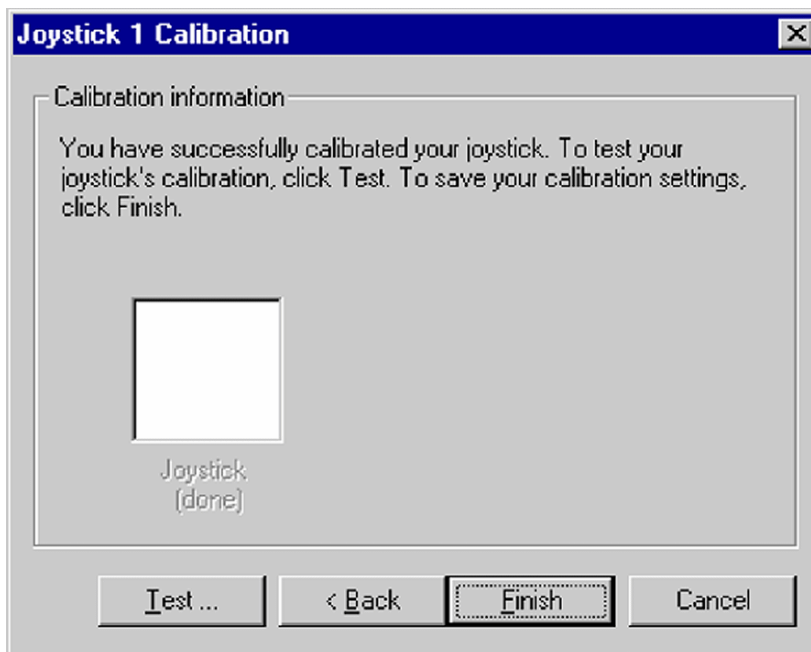 Joystick 1 Calibration
Calibration information
You have successfully calibrated your joystick. To test your
joystick's calibration, click Test. To save your calibration settings,
click Finish.
Joystick
(done)
Test ...
< Back
Finish
Cancel